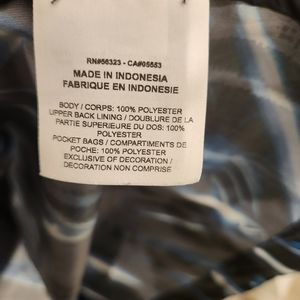 RN#56323 - CA#05553
MADE IN INDONESIA
FABRIQUE EN INDONESIE
BODY / CORPS: 100% POLYESTER
UPPER BACK LINING / DOUBLURE DE LA
PARTIE SUPERIEURE DU DOS: 100%
POLYESTER
POCKET BAGS / COMPARTIMENTS DE
POCHE: 100% POLYESTER
EXCLUSIVE OF DECORATION /
DECORATION NON COMPRISE